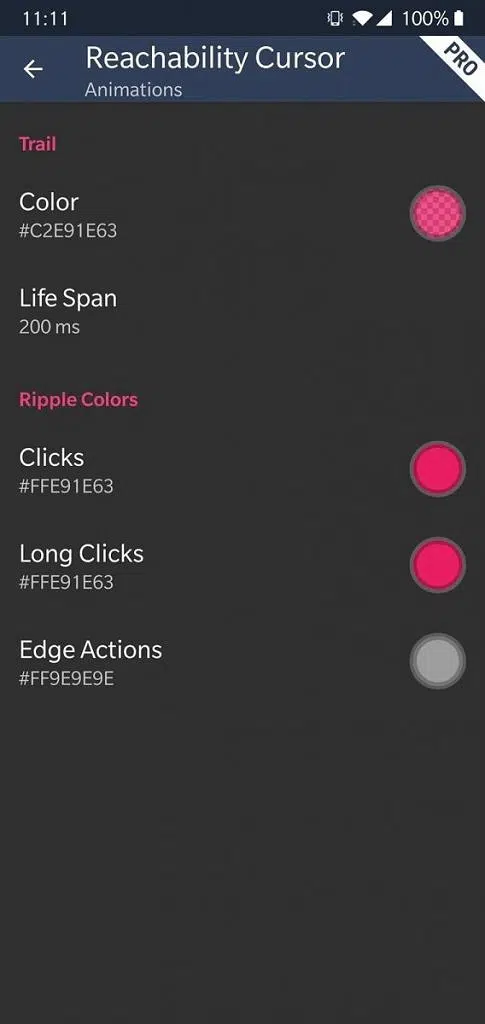 11:11
100%
Reachability Cursor
PRO
Animations
Trail
Color
#C2E91E63
Life Span
200 ms
Ripple Colors
Clicks
#FFE91E63
Long Clicks
#FFE91E63
Edge Actions
#FF9E9E9E